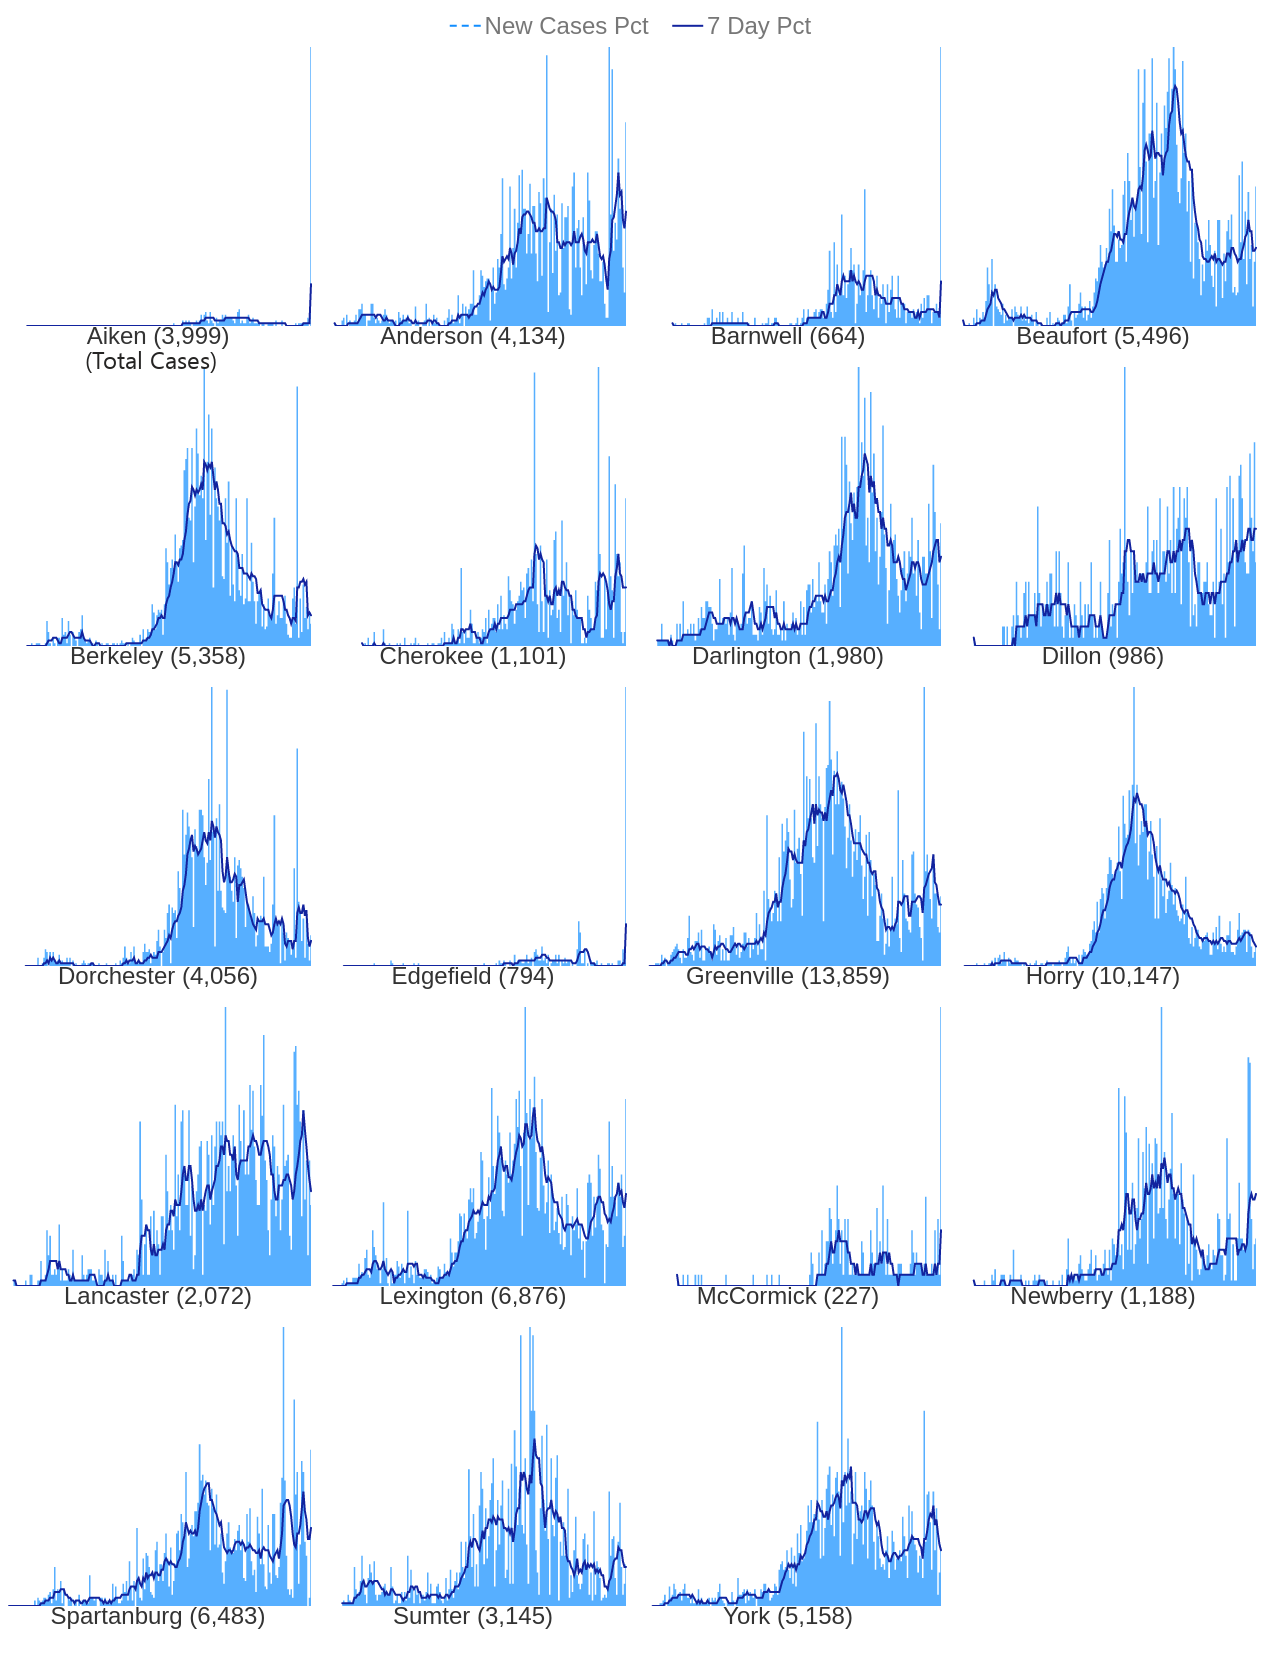 New Cases Pct 7 Day Pct
Aiken (3,999) Anderson (4,134) Barnwell (664) Beaufort (5,496)
(Total Cases)
Berkeley (5,358) Cherokee (1,101) Darlington (1,980) Dillon (986)
Dorchester (4,056) Edgefield (794) Greenville (13,859) Horry (10,147)
Lancaster (2,072) Lexington (6,876) McCormick (227) Newberry (1,188)
Spartanburg (6,483) Sumter (3,145) York (5,158)